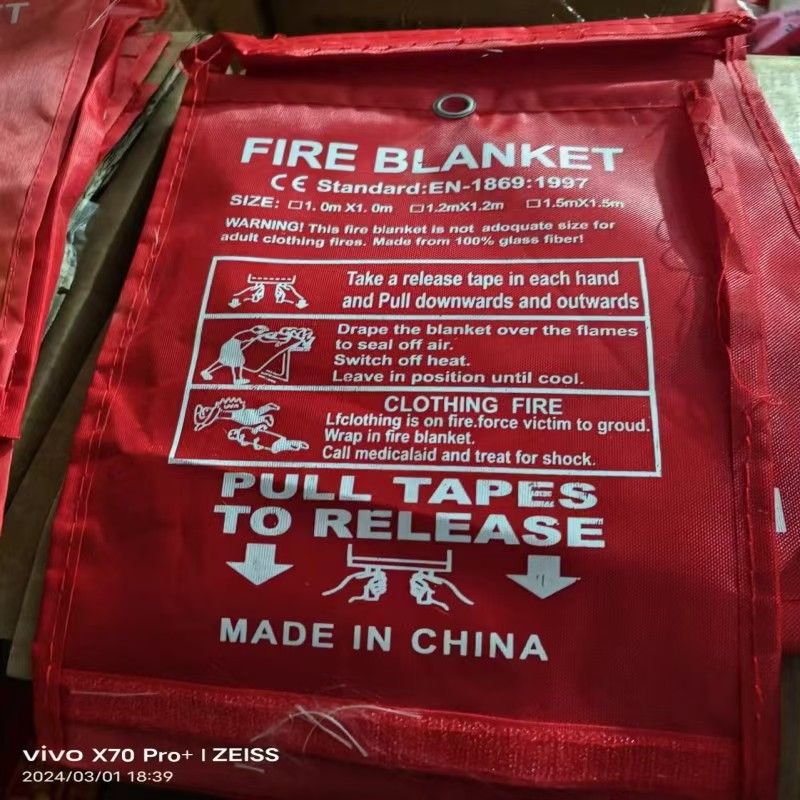 T
FIRE BLANKET
CE Standard:EN-1869:1997
SIZE: □1. 0m X1. 0m □1.2mX1.2m □1.5mX1.5m
WARNING! This fire blanket is not adoquate size for
adult clothing fires. Made from 100% glass fiber!
Take a release tape in each hand
and Pull downwards and outwards
Drape the blanket over the flames
to seal off air.
Switch off heat.
Leave in position until cool.
CLOTHING FIRE
Lfclothing is on fire.force victim to groud.
Wrap in fire blanket.
Call medicalaid and treat for shock.
PULL TAPES
TO RELEASE
MADE IN CHINA
vivo X70 Pro+ | ZEISS
2024/03/01 18:39